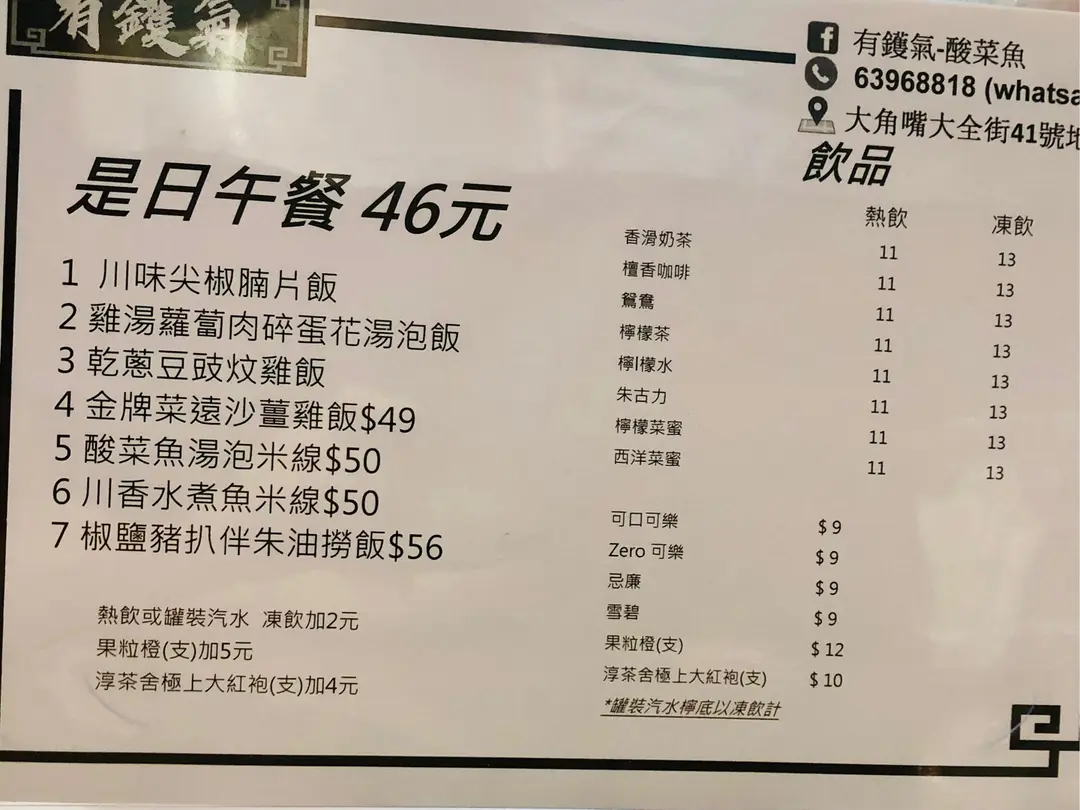 有鑊氣
有鑊氣-酸菜魚
63968818 (whatsa
大角嘴大全街41號地
是日午餐 46元
1 川味尖椒腩片飯
2 雞湯蘿蔔肉碎蛋花湯泡飯
3 乾蔥豆豉炆雞飯
4 金牌菜遠沙薑雞飯$49
5 酸菜魚湯泡米線$50
6 川香水煮魚米線$50
7 椒鹽豬扒伴朱油撈飯$56
熱飲或罐裝汽水 凍飲加2元
果粒橙(支)加5元
淳茶舍極上大紅袍(支)加4元
飲品
熱飲 凍飲
香滑奶茶 11 13
檀香咖啡 11 13
鴛鴦 11 13
檸檬茶 11 13
檸l檬水 11 13
朱古力 11 13
檸檬菜蜜 11 13
西洋菜蜜 11 13
可口可樂 $ 9
Zero 可樂 $ 9
忌廉 $ 9
雪碧 $ 9
果粒橙(支) $ 12
淳茶舍極上大紅袍(支) $ 10
*罐裝汽水檸底以凍飲計